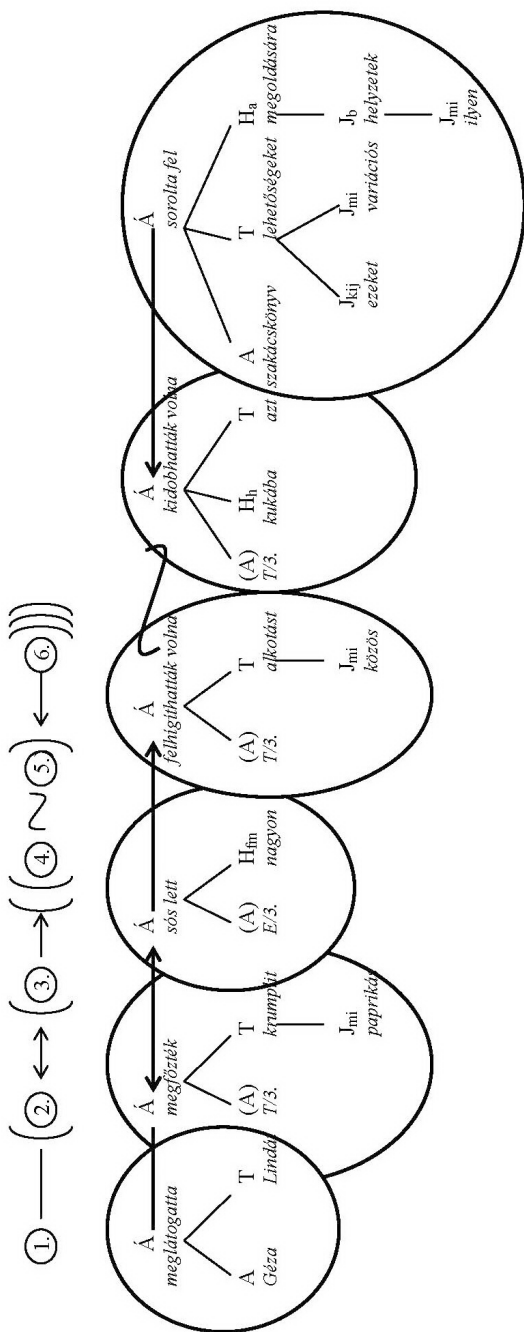 1. — (2. ↔ (3. → ((4. ~ 5.) ← 6.)))
Á
meglátogatta
A T
Géza Lindát
Á
megfőzték
(A) T
T/3. krumplit
Jmi
paprikás
Á
sós lett
(A) Hfm
E/3. nagyon
Á
felhígíthatták volna
(A) T
T/3. alkotást
Jmi
közös
Á
kidobhatták volna
(A) Hh T
T/3. kukába azt
Á
sorolta fel
A T Ha
szakácskönyv lehetőségeket megoldására
Jkij Jmi Jb
ezeket variációs helyzetek
Jmi
ilyen